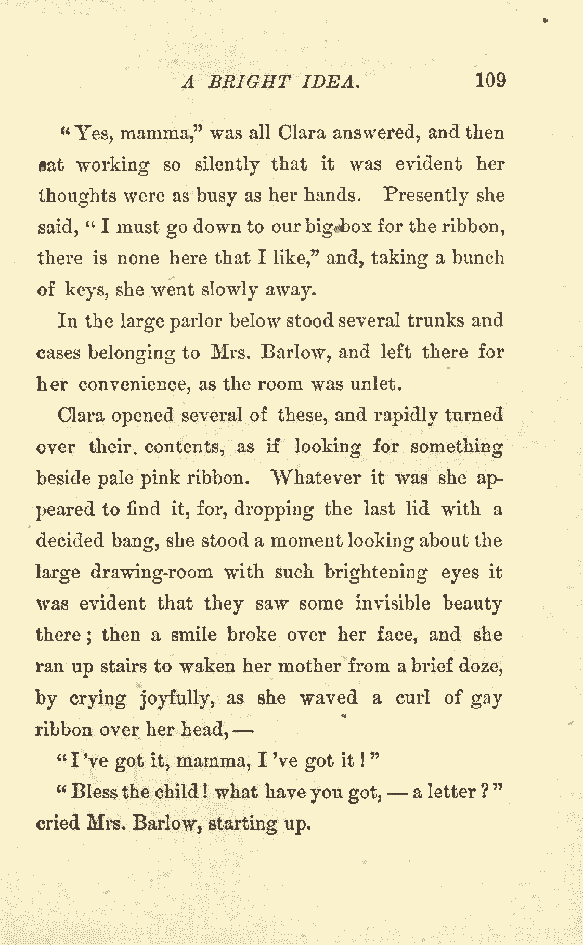 A BRIGHT IDEA. 109
“Yes, mamma,” was all Clara answered, and then
sat working so silently that it was evident her
thoughts were as busy as her hands. Presently she
said, “I must go down to our big box for the ribbon,
there is none here that I like,” and, taking a bunch
of keys, she went slowly away.
In the large parlor below stood several trunks and
cases belonging to Mrs. Barlow, and left there for
her convenience, as the room was unlet.
Clara opened several of these, and rapidly turned
over their. contents, as if looking for something
beside pale pink ribbon. Whatever it was she ap-
peared to find it, for, dropping the last lid with a
decided bang, she stood a moment looking about the
large drawing-room with such brightening eyes it
was evident that they saw some invisible beauty
there; then a smile broke over her face, and she
ran up stairs to waken her mother from a brief doze,
by crying joyfully, as she waved a curl of gay
ribbon over her head,—
“I’ve got it, mamma, I’ve got it!”
“Bless the child! what have you got,—a letter?”
cried Mrs. Barlow, starting up.